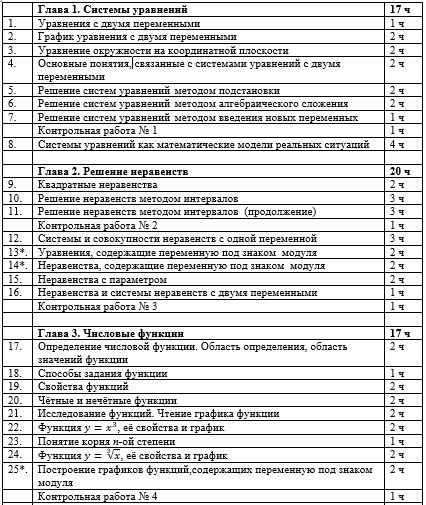 Глава 1. Системы уравнений 17 ч
1. Уравнения с двумя переменными 1 ч
2. График уравнения с двумя переменными 2 ч
3. Уравнение окружности на координатной плоскости 2 ч
4. Основные понятия, связанные с системами уравнений с двумя 2 ч
переменными
5. Решение систем уравнений методом подстановки 2 ч
6. Решение систем уравнений методом алгебраического сложения 2 ч
7. Решение систем уравнений методом введения новых переменных 1 ч
Контрольная работа № 1 1 ч
8. Системы уравнений как математические модели реальных ситуаций 4 ч
Глава 2. Решение неравенств 20 ч
9. Квадратные неравенства 2 ч
10. Решение неравенств методом интервалов 3 ч
11. Решение неравенств методом интервалов (продолжение) 3 ч
Контрольная работа № 2 1 ч
12. Системы и совокупности неравенств с одной переменной 3 ч
13*. Уравнения, содержащие переменную под знаком модуля 2 ч
14*. Неравенства, содержащие переменную под знаком модуля 2 ч
15. Неравенства с параметром 2 ч
16. Неравенства и системы неравенств с двумя переменными 1 ч
Контрольная работа № 3 1 ч
Глава 3. Числовые функции 17 ч
17. Определение числовой функции. Область определения, область 2 ч
значений функции
18. Способы задания функции 1 ч
19. Свойства функций 2 ч
20. Чётные и нечётные функции 2 ч
21. Исследование функций. Чтение графика функции 2 ч
22. Функция y = x³, её свойства и график 2 ч
23. Понятие корня n-ой степени 1 ч
24. Функция y = ∛x, её свойства и график 2 ч
25*. Построение графиков функций,содержащих переменную под знаком 2 ч
модуля
Контрольная работа № 4 1 ч